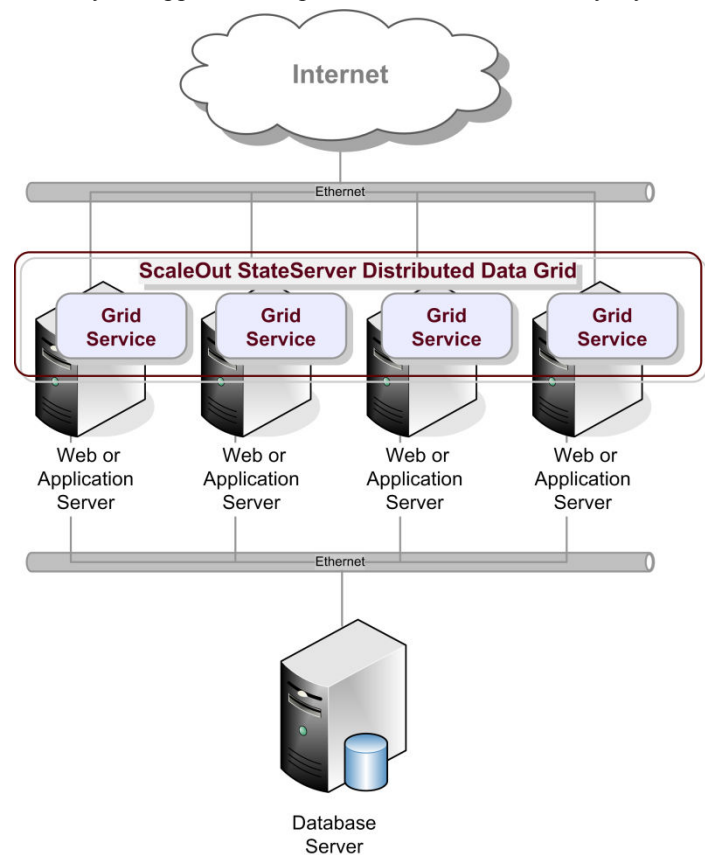 Internet
Ethernet
ScaleOut StateServer Distributed Data Grid
Grid
Service
Grid
Service
Grid
Service
Grid
Service
Web or
Application
Server
Web or
Application
Server
Web or
Application
Server
Web or
Application
Server
Ethernet
Database
Server